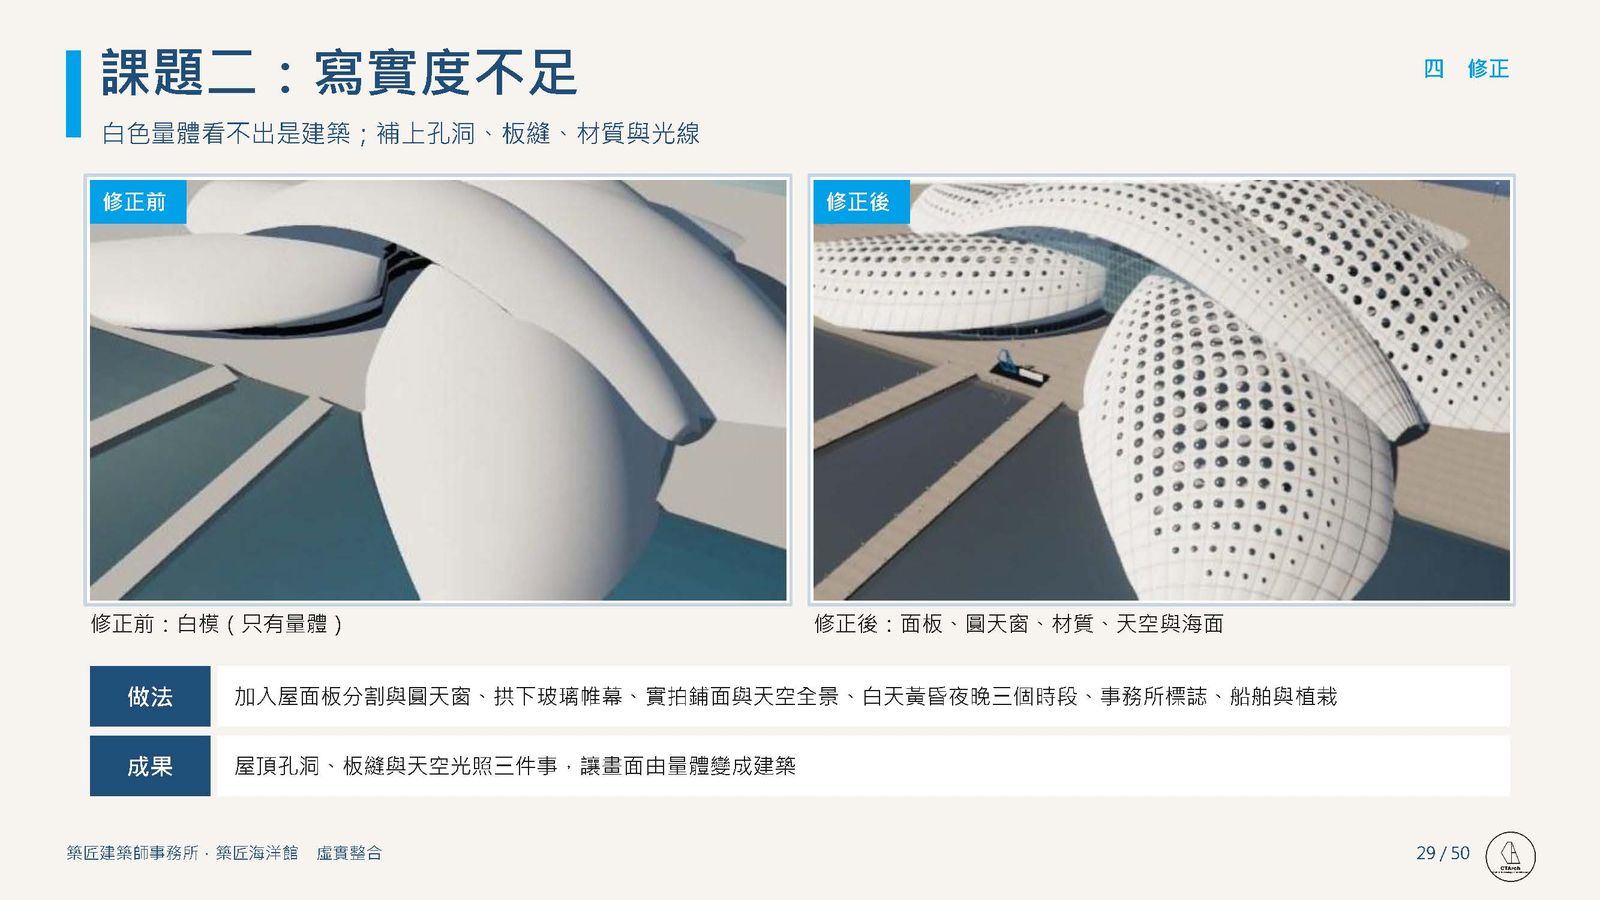 課題二：寫實度不足
四　修正
白色量體看不出是建築；補上孔洞、板縫、材質與光線
修正前
修正後
修正前：白模（只有量體）
修正後：面板、圓天窗、材質、天空與海面
做法
加入屋面板分割與圓天窗、拱下玻璃帷幕、實拍鋪面與天空全景、白天黃昏夜晚三個時段、事務所標誌、船舶與植栽
成果
屋頂孔洞、板縫與天空光照三件事，讓畫面由量體變成建築
築匠建築師事務所．築匠海洋館　虛實整合
29 / 50
CTArch